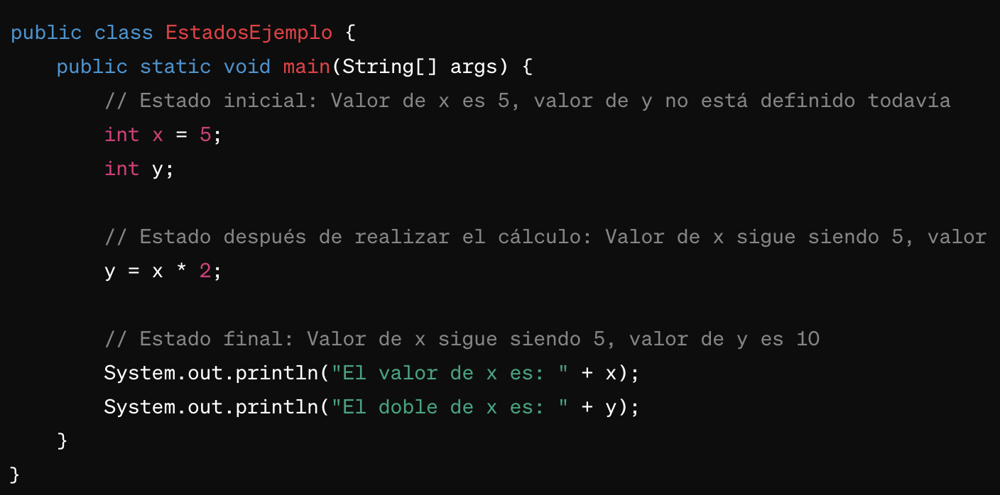 public class EstadosEjemplo {
    public static void main(String[] args) {
        // Estado inicial: Valor de x es 5, valor de y no está definido todavía
        int x = 5;
        int y;

        // Estado después de realizar el cálculo: Valor de x sigue siendo 5, valor
        y = x * 2;

        // Estado final: Valor de x sigue siendo 5, valor de y es 10
        System.out.println("El valor de x es: " + x);
        System.out.println("El doble de x es: " + y);
    }
}